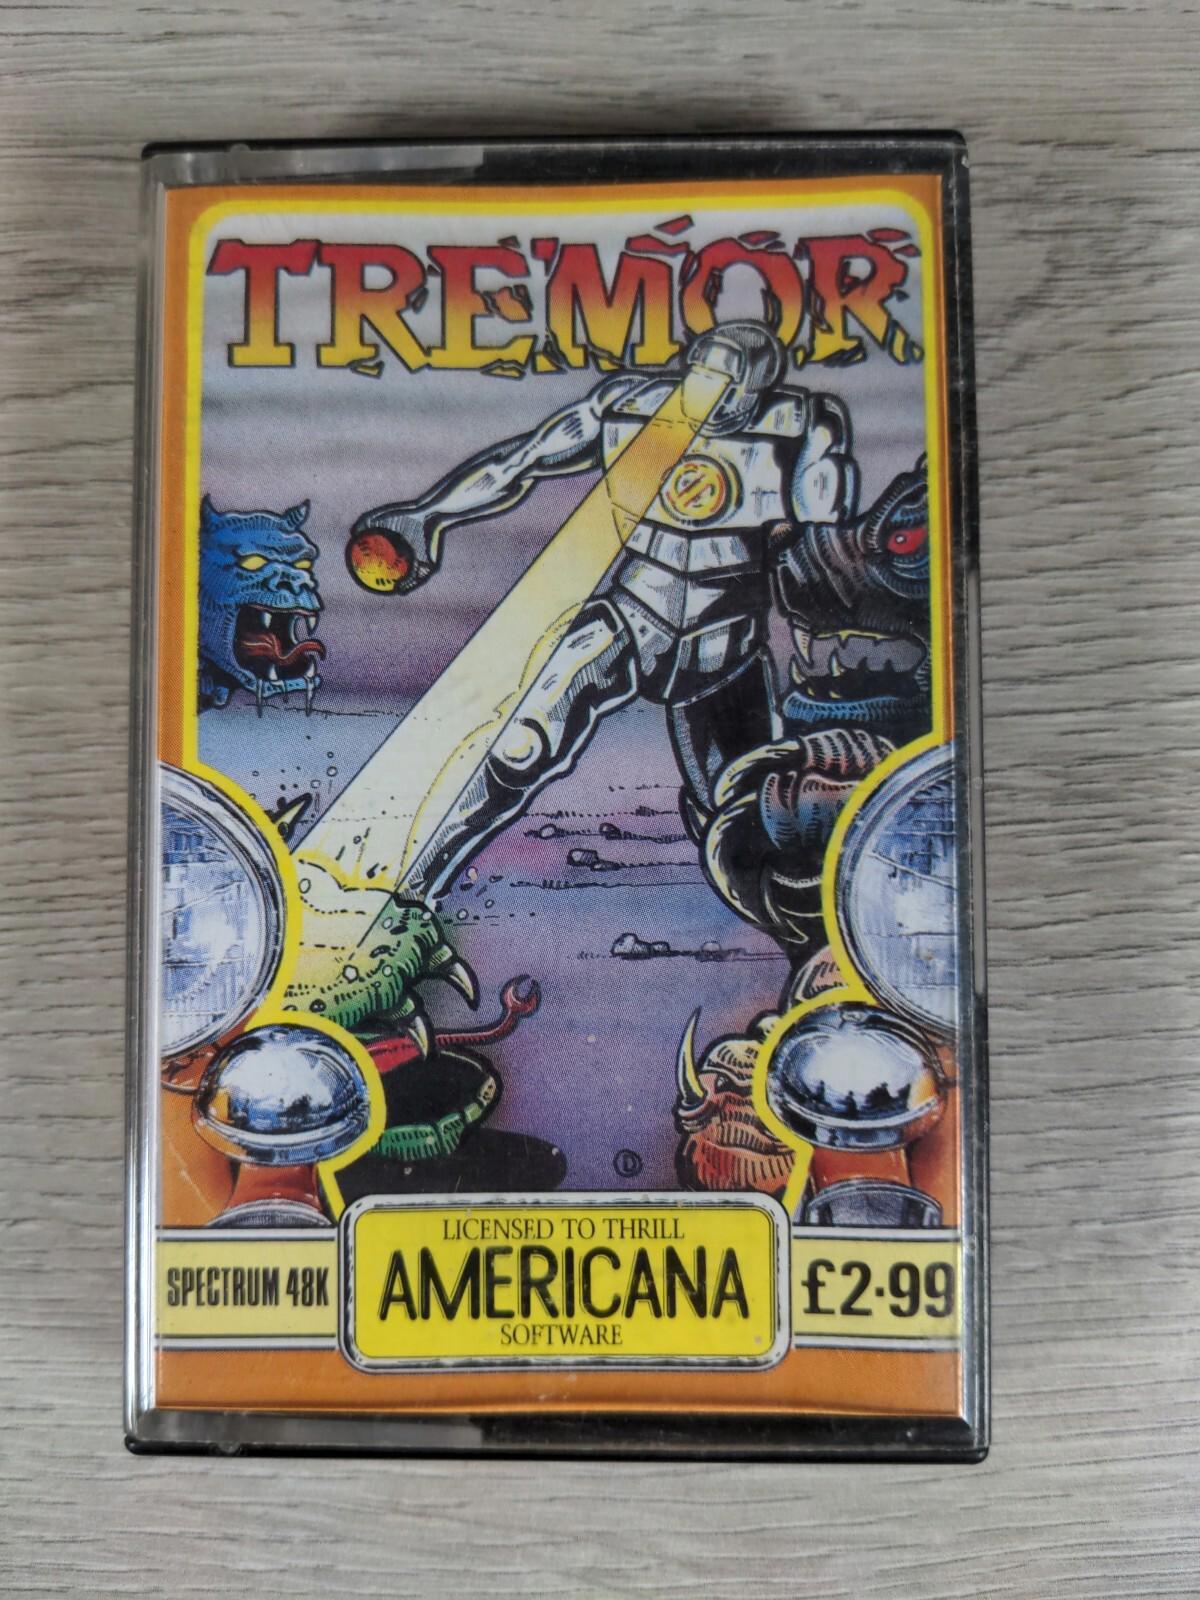 TREMOR
D
LICENSED TO THRILL
AMERICANA
SOFTWARE
SPECTRUM 48K
£2·99